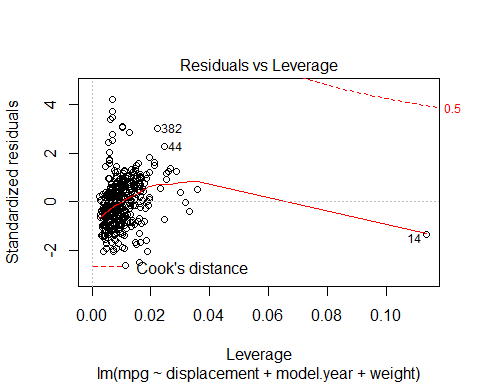 Residuals vs Leverage
Standardized residuals
4
2
0
-2
0.5
382
44
14
Cook's distance
0.00 0.02 0.04 0.06 0.08 0.10
Leverage
lm(mpg ~ displacement + model.year + weight)